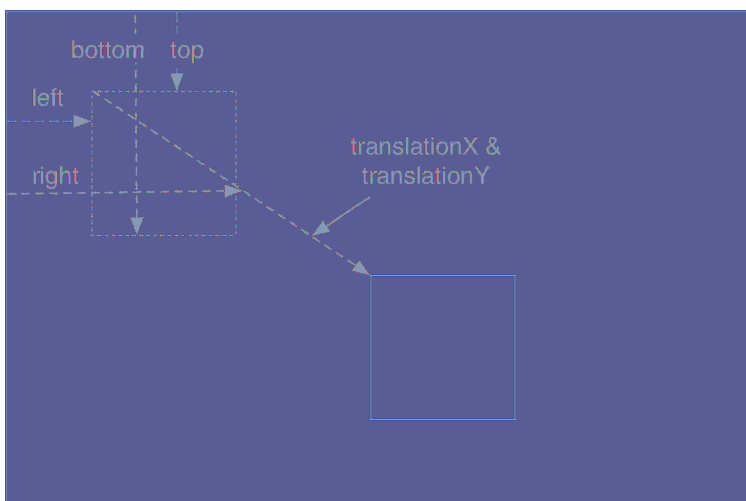 bottom top
left
right
translationX &
translationY